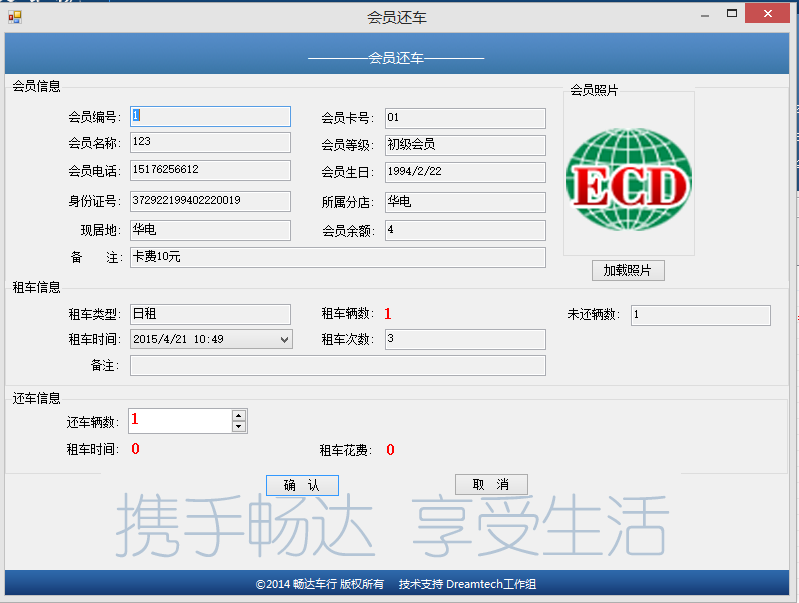 会员还车
————会员还车————
会员信息
会员照片
会员编号: 1 会员卡号: 01
会员名称: 123 会员等级: 初级会员
会员电话: 15176256612 会员生日: 1994/2/22
身份证号: 372922199402220019 所属分店: 华电
现居地: 华电 会员余额: 4
备 注: 卡费10元
ECD
加载照片
租车信息
租车类型: 日租 租车辆数: 1 未还辆数: 1
租车时间: 2015/4/21 10:49 租车次数: 3
备注:
还车信息
还车辆数: 1
租车时间: 0 租车花费: 0
确 认 取 消
携手畅达 享受生活
©2014 畅达车行 版权所有 技术支持 Dreamtech工作组